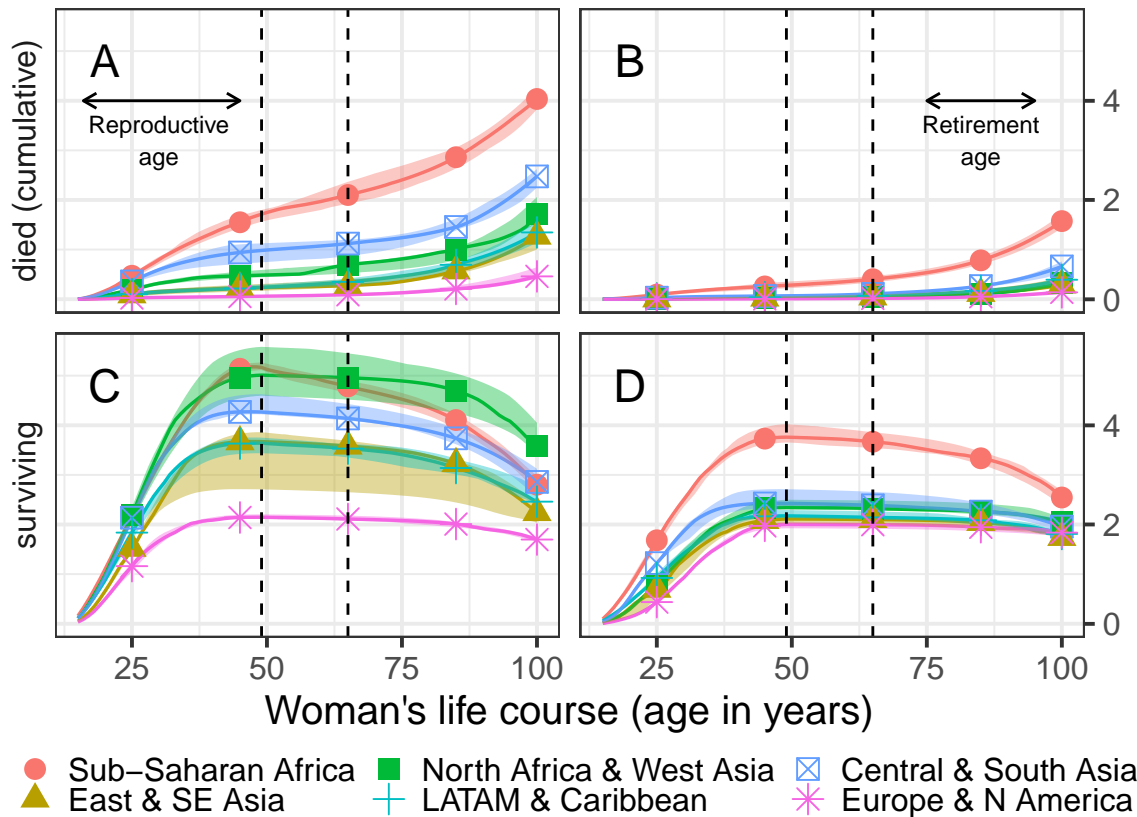 died (cumulative)
A
Reproductive
age
B
Retirement
age
4
2
0
surviving
C
D
4
2
0
25
50
75
100
25
50
75
100
Woman's life course (age in years)
Sub−Saharan Africa
North Africa & West Asia
Central & South Asia
East & SE Asia
LATAM & Caribbean
Europe & N America